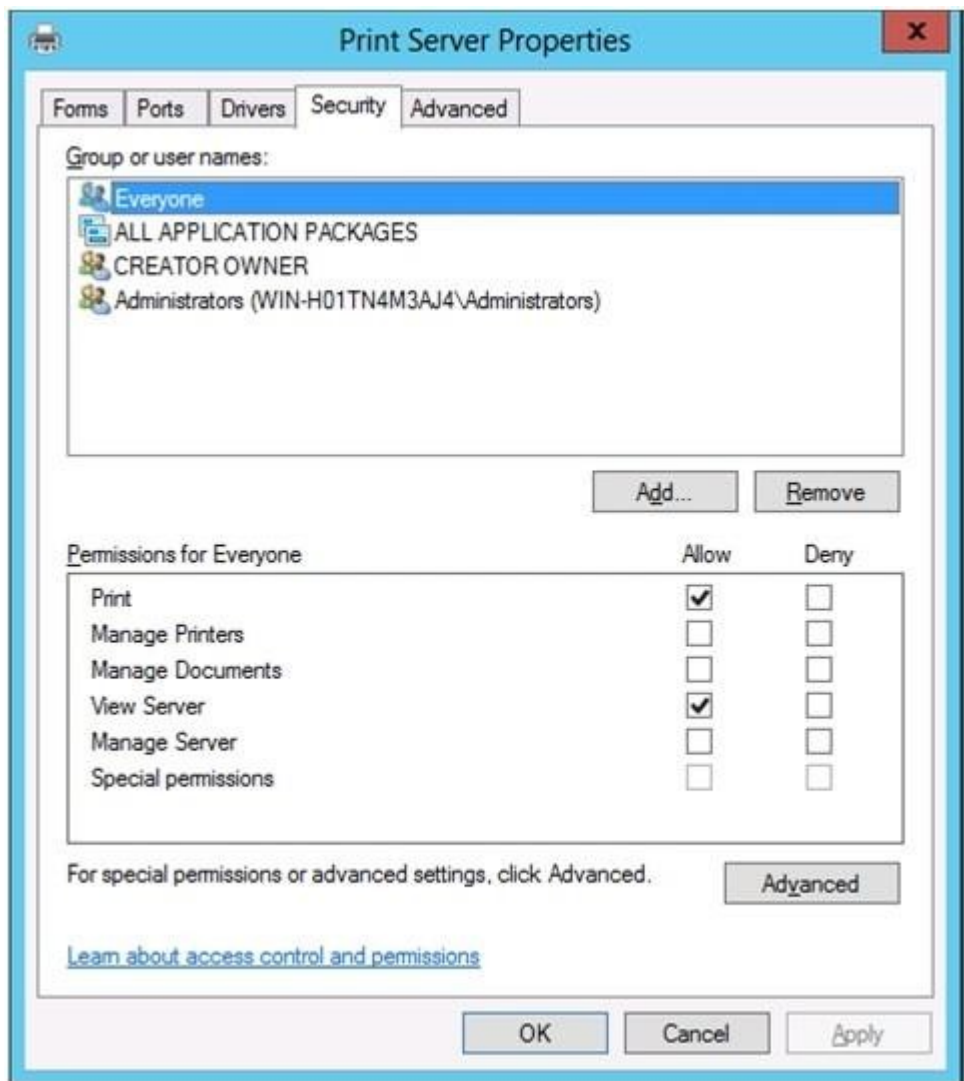 Print Server Properties
x
Forms Ports Drivers Security Advanced
Group or user names:
Everyone
ALL APPLICATION PACKAGES
CREATOR OWNER
Administrators (WIN-H01TN4M3AJ4\Administrators)
Add... Remove
Permissions for Everyone Allow Deny
Print
Manage Printers
Manage Documents
View Server
Manage Server
Special permissions
For special permissions or advanced settings, click Advanced.
Advanced
Learn about access control and permissions
OK Cancel Apply